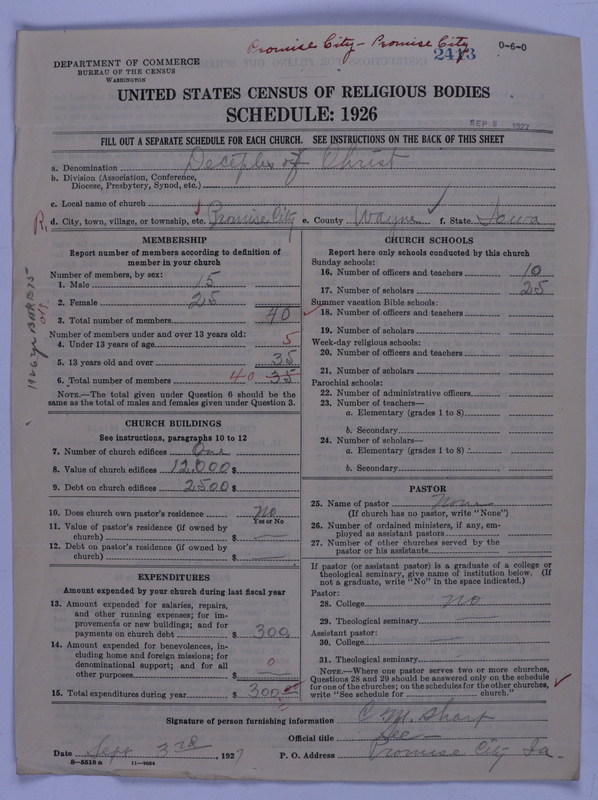 Promise City - Promise City
2413
0-6-0
DEPARTMENT OF COMMERCE
BUREAU OF THE CENSUS
WASHINGTON
UNITED STATES CENSUS OF RELIGIOUS BODIES
SCHEDULE: 1926
SEP 5 1927
FILL OUT A SEPARATE SCHEDULE FOR EACH CHURCH. SEE INSTRUCTIONS ON THE BACK OF THIS SHEET
a. Denomination Deciples of Christ
b. Division (Association, Conference,
Diocese, Presbytery, Synod, etc.)
c. Local name of church
R, d. City, town, village, or township, etc. Promise City e. County Wayne f. State Iowa
MEMBERSHIP
Report number of members according to definition of
member in your church
Number of members, by sex:
1. Male 15
2. Female 25
3. Total number of members 40
Number of members under and over 13 years old:
4. Under 13 years of age 5
5. 13 years old and over 35
6. Total number of members 40 35
NOTE.—The total given under Question 6 should be the
same as the total of males and females given under Question 3.
CHURCH BUILDINGS
See instructions, paragraphs 10 to 12
7. Number of church edifices One
8. Value of church edifices 12,000 $
9. Debt on church edifices 2500 $
10. Does church own pastor's residence No
Yes or No
11. Value of pastor's residence (if owned by
church) $ —
12. Debt on pastor's residence (if owned by
church) $ —
EXPENDITURES
Amount expended by your church during last fiscal year
13. Amount expended for salaries, repairs,
and other running expenses; for im-
provements or new buildings; and for
payments on church debt $ 300
14. Amount expended for benevolences, in-
cluding home and foreign missions; for
denominational support; and for all
other purposes $ 0
15. Total expenditures during year $ 300
CHURCH SCHOOLS
Report here only schools conducted by this church
Sunday schools:
16. Number of officers and teachers 10
17. Number of scholars 25
Summer vacation Bible schools:
18. Number of officers and teachers
19. Number of scholars
Week-day religious schools:
20. Number of officers and teachers
21. Number of scholars
Parochial schools:
22. Number of administrative officers
23. Number of teachers—
a. Elementary (grades 1 to 8)
b. Secondary
24. Number of scholars—
a. Elementary (grades 1 to 8)
b. Secondary
PASTOR
25. Name of pastor None
(If church has no pastor, write "None")
26. Number of ordained ministers, if any, em-
ployed as assistant pastors
27. Number of other churches served by the
pastor or his assistants
If pastor (or assistant pastor) is a graduate of a college or
theological seminary, give name of institution below. (If
not a graduate, write "No" in the space indicated.)
Pastor:
28. College no
29. Theological seminary —
Assistant pastor:
30. College —
31. Theological seminary
NOTE.—Where one pastor serves two or more churches,
Questions 28 and 29 should be answered only on the schedule
for one of the churches; on the schedules for the other churches,
write "See schedule for church."
Signature of person furnishing information C M. Sharp
Official title Sec
Date Sept 3rd, 1927 P. O. Address Promise City Ia.
8-5518 a 11-9034